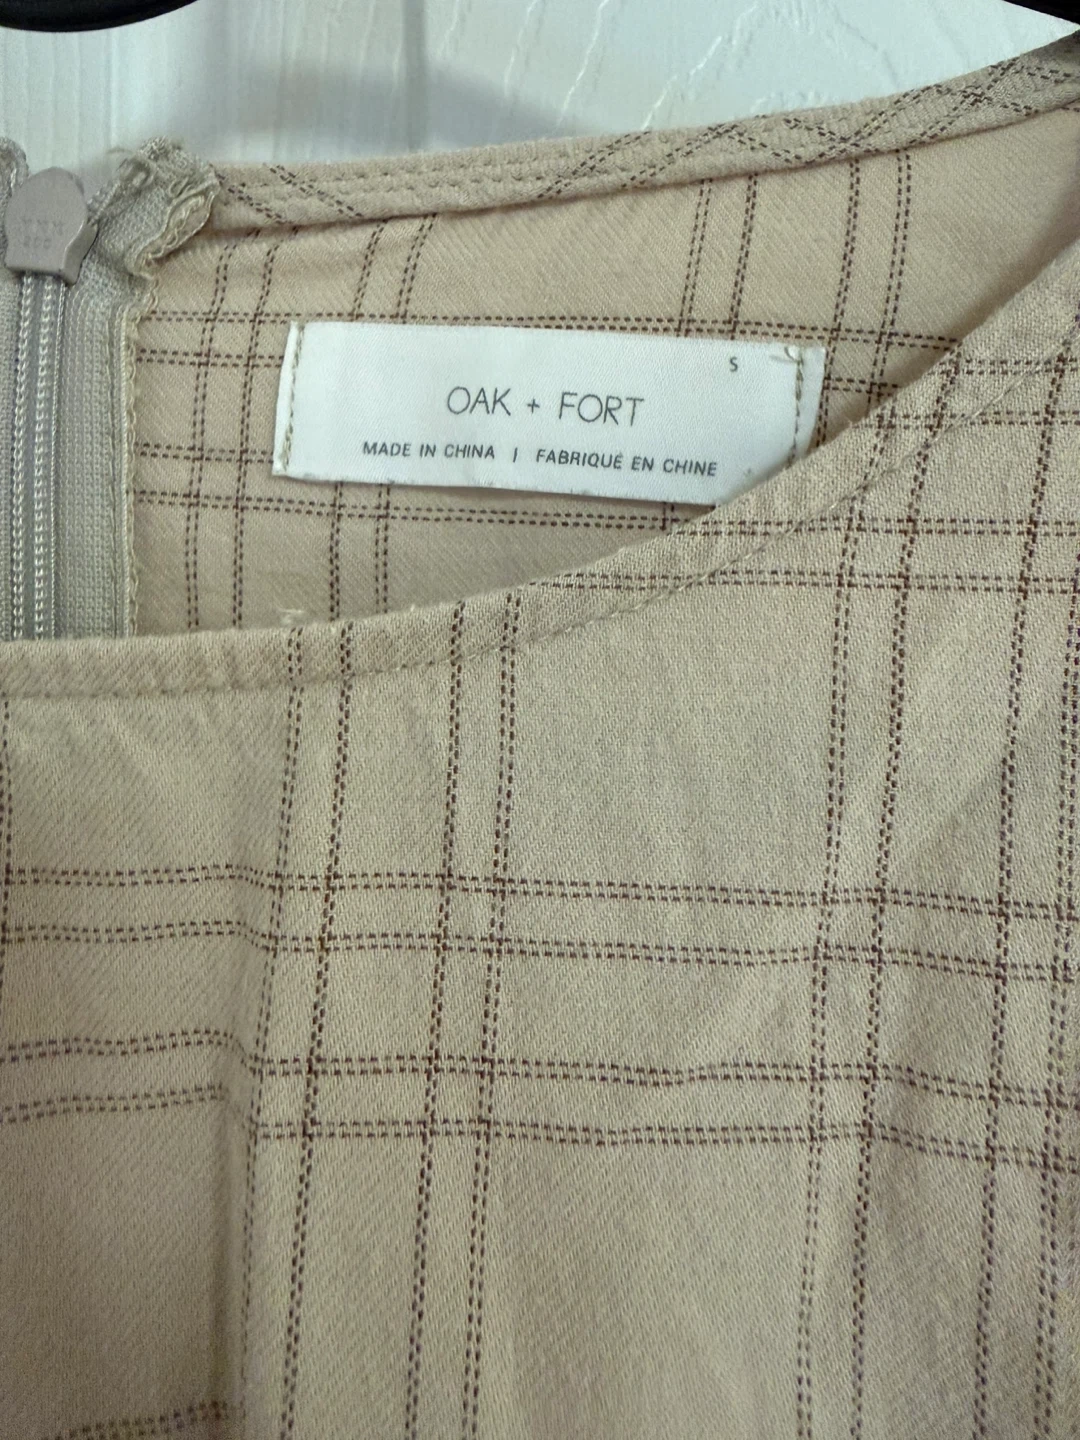 S
OAK + FORT
MADE IN CHINA | FABRIQUÉ EN CHINE